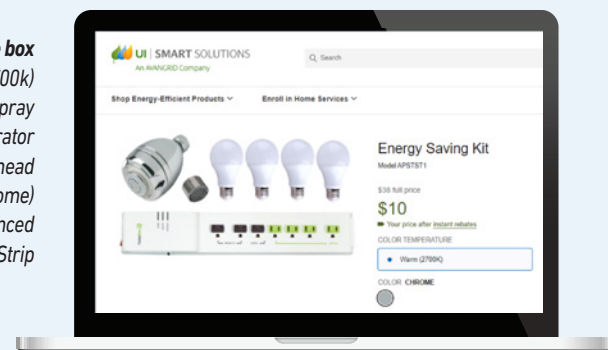 box
00k)
pray
rator
head
ome)
nced
Strip
UI | SMART SOLUTIONS
An AVANGRID Company
Search
Shop Energy-Efficient Products
Enroll in Home Services
Energy Saving Kit
Model APSTST1
$38 full price
$10
Your price after instant rebates
COLOR TEMPERATURE
Warm (2700K)
COLOR: CHROME